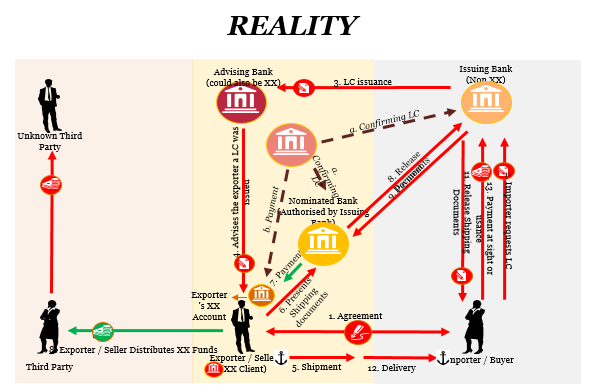 REALITY
Advising Bank
(could also be XX)
Issuing Bank
(Non XX)
3. LC issuance
a. Confirming LC
Unknown Third
Party
4. Advises the exporter a LC was
issued
a.
Confirming
LC
b. Payment
Nominated Bank
(Authorised by Issuing
Bank)
8. Release
Documents
9. Payment
11. Release Shipping
Documents
13. Payment at sight or
usance
Importer requests LC
7. Payment
6. Presents
Shipping
documents
Exporter
's XX
Account
1. Agreement
Exporter / Seller Distributes XX Funds
Third Party
Exporter / Selle
(XX Client)
5. Shipment
12. Delivery
nporter / Buyer